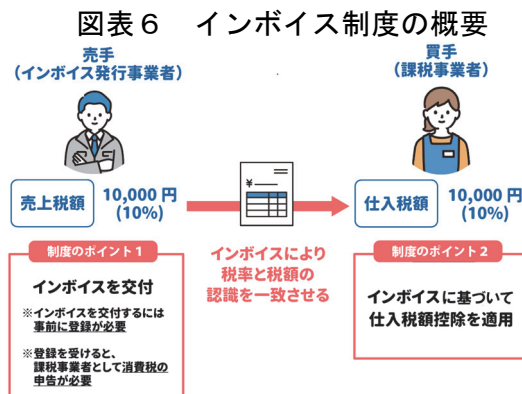 図表６　インボイス制度の概要
売手
（インボイス発行事業者）
買手
（課税事業者）
売上税額
10,000円
(10%)
¥
仕入税額
10,000円
(10%)
制度のポイント1
インボイスを交付
※インボイスを交付するには
事前に登録が必要
※登録を受けると、
課税事業者として消費税の
申告が必要
インボイスにより
税率と税額の
認識を一致させる
制度のポイント2
インボイスに基づいて
仕入税額控除を適用